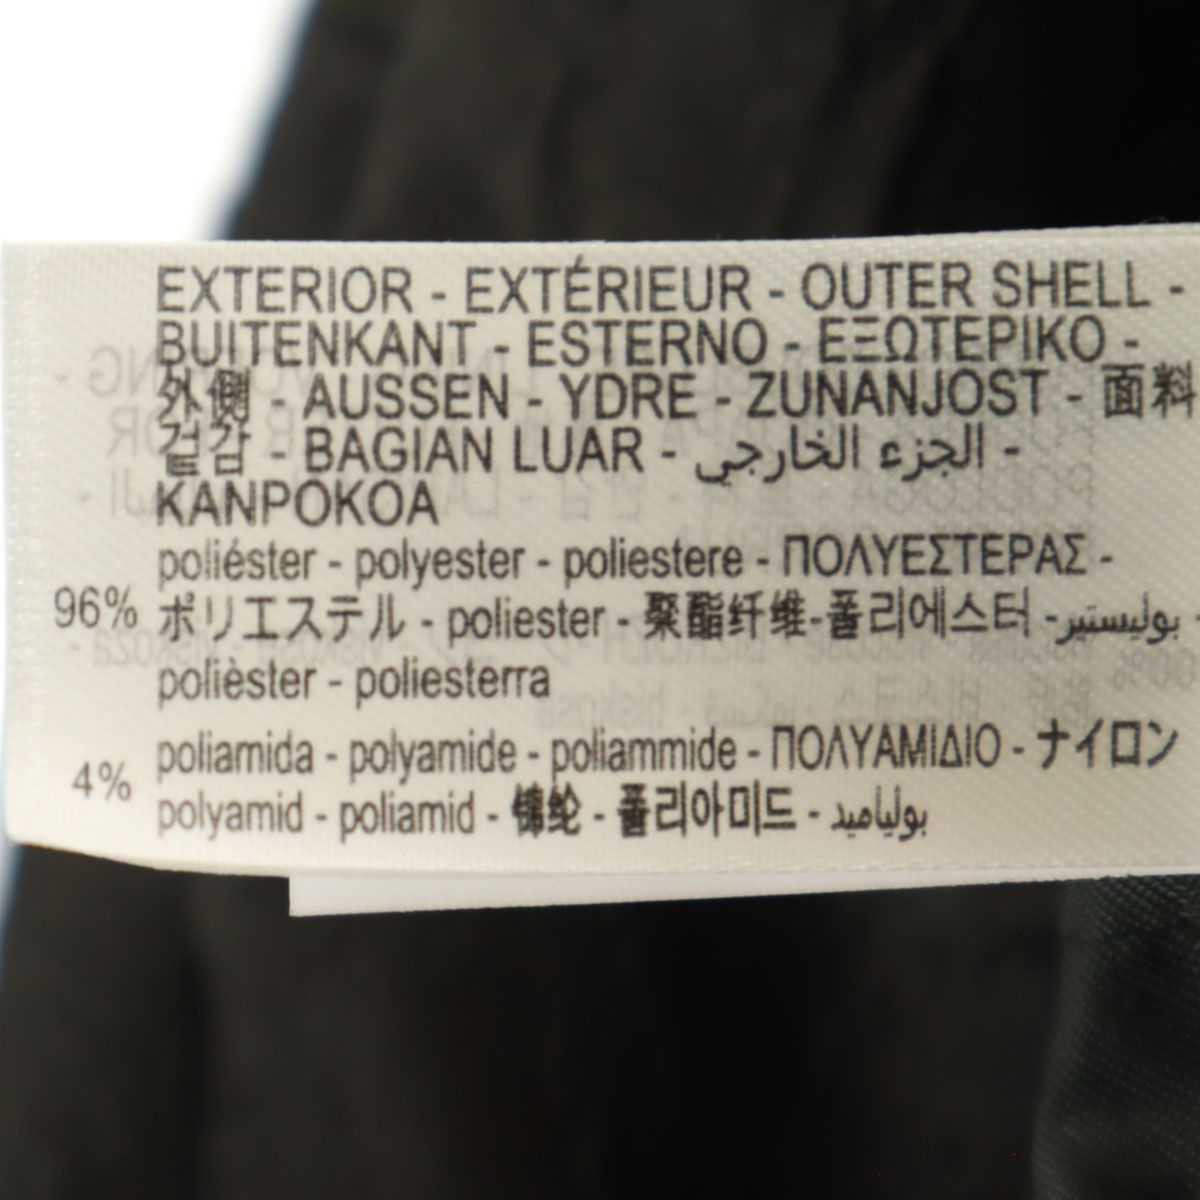 EXTERIOR - EXTÉRIEUR - OUTER SHELL -
BUITENKANT - ESTERNO - ΕΞΩΤΕΡΙΚΟ -
外側 - AUSSEN - YDRE - ZUNANJOST - 面料
겉감 - BAGIAN LUAR - الجزء الخارجي -
KANPOKOA
poliéster - polyester - poliestere - ΠΟΛΥΕΣΤΕΡΑΣ -
96% ポリエステル - poliester - 聚酯纤维-폴리에스터 - بوليستير -
polièster - poliesterra
poliamida - polyamide - poliammide - ΠΟΛΥΑΜΙΔΙΟ - ナイロン
4% polyamid - poliamid - 锦纶 - 폴리아미드 - بولياميد